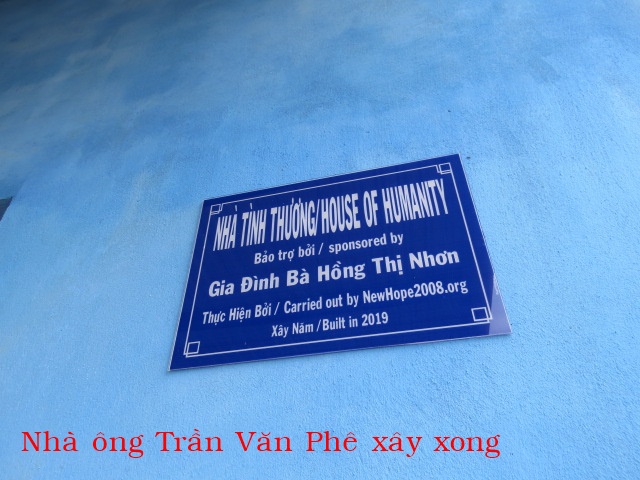 NHÀ TÌNH THƯƠNG/HOUSE OF HUMANITY
Bảo trợ bởi / sponsored by
Gia Đình Bà Hồng Thị Nhơn
Thực Hiện Bởi / Carried out by NewHope2008.org
Xây Năm /Built in 2019
Nhà ông Trần Văn Phê xây xong